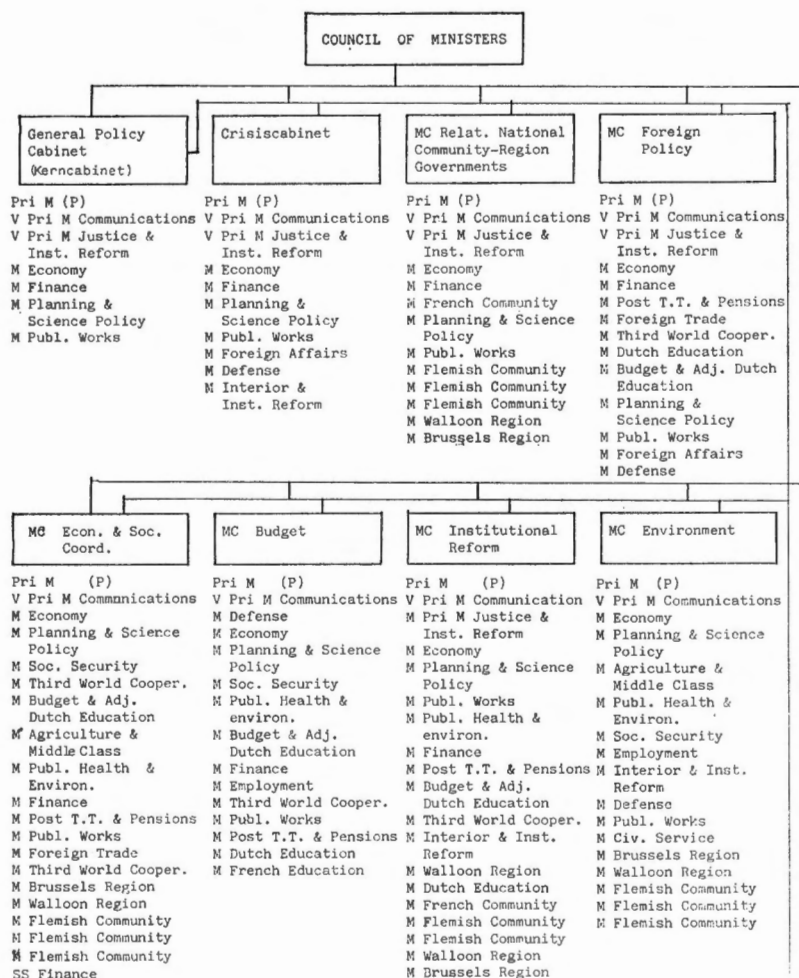 COUNCIL OF MINISTERS
General Policy
Cabinet
(Kerncabinet)
Pri M (P)
V Pri M Communications
V Pri M Justice &
Inst. Reform
M Economy
M Finance
M Planning &
Science Policy
M Publ. Works
Crisiscabinet
Pri M (P)
V Pri M Communications
V Pri M Justice &
Inst. Reform
M Economy
M Finance
M Planning &
Science Policy
M Publ. Works
M Foreign Affairs
M Defense
M Interior &
Inst. Reform
MC Relat. National
Community-Region
Governments
Pri M (P)
V Pri M Communications
V Pri M Justice &
Inst. Reform
M Economy
M Finance
M French Community
M Planning & Science
Policy
M Publ. Works
M Flemish Community
M Flemish Community
M Flemish Community
M Walloon Region
M Brussels Region
MC Foreign
Policy
Pri M (P)
V Pri M Communications
V Pri M Justice &
Inst. Reform
M Economy
M Finance
M Post T.T. & Pensions
M Foreign Trade
M Third World Cooper.
M Dutch Education
M Budget & Adj. Dutch
Education
M Planning &
Science Policy
M Publ. Works
M Foreign Affairs
M Defense
MC Econ. & Soc.
Coord.
Pri M (P)
V Pri M Communications
M Economy
M Planning & Science
Policy
M Soc. Security
M Third World Cooper.
M Budget & Adj.
Dutch Education
M Agriculture &
Middle Class
M Publ. Health &
Environ.
M Finance
M Post T.T. & Pensions
M Publ. Works
M Foreign Trade
M Third World Cooper.
M Brussels Region
M Walloon Region
M Flemish Community
M Flemish Community
M Flemish Community
SS Finance
MC Budget
Pri M (P)
V Pri M Communications
M Defense
M Economy
M Planning & Science
Policy
M Soc. Security
M Publ. Health &
environ.
M Budget & Adj.
Dutch Education
M Finance
M Employment
M Third World Cooper.
M Publ. Works
M Post T.T. & Pensions
M Dutch Education
M French Education
MC Institutional
Reform
Pri M (P)
V Pri M Communication
M Pri M Justice &
Inst. Reform
M Economy
M Planning & Science
Policy
M Publ. Works
M Publ. Health &
environ.
M Finance
M Post T.T. & Pensions
M Budget & Adj.
Dutch Education
M Third World Cooper.
M Interior & Inst.
Reform
M Walloon Region
M Dutch Education
M French Community
M Flemish Community
M Flemish Community
M Walloon Region
M Brussels Region
MC Environment
Pri M (P)
V Pri M Communications
M Economy
M Planning & Science
Policy
M Agriculture &
Middle Class
M Publ. Health &
Environ.
M Soc. Security
M Employment
M Interior & Inst.
Reform
M Defense
M Publ. Works
M Civ. Service
M Brussels Region
M Walloon Region
M Flemish Community
M Flemish Community
M Flemish Community